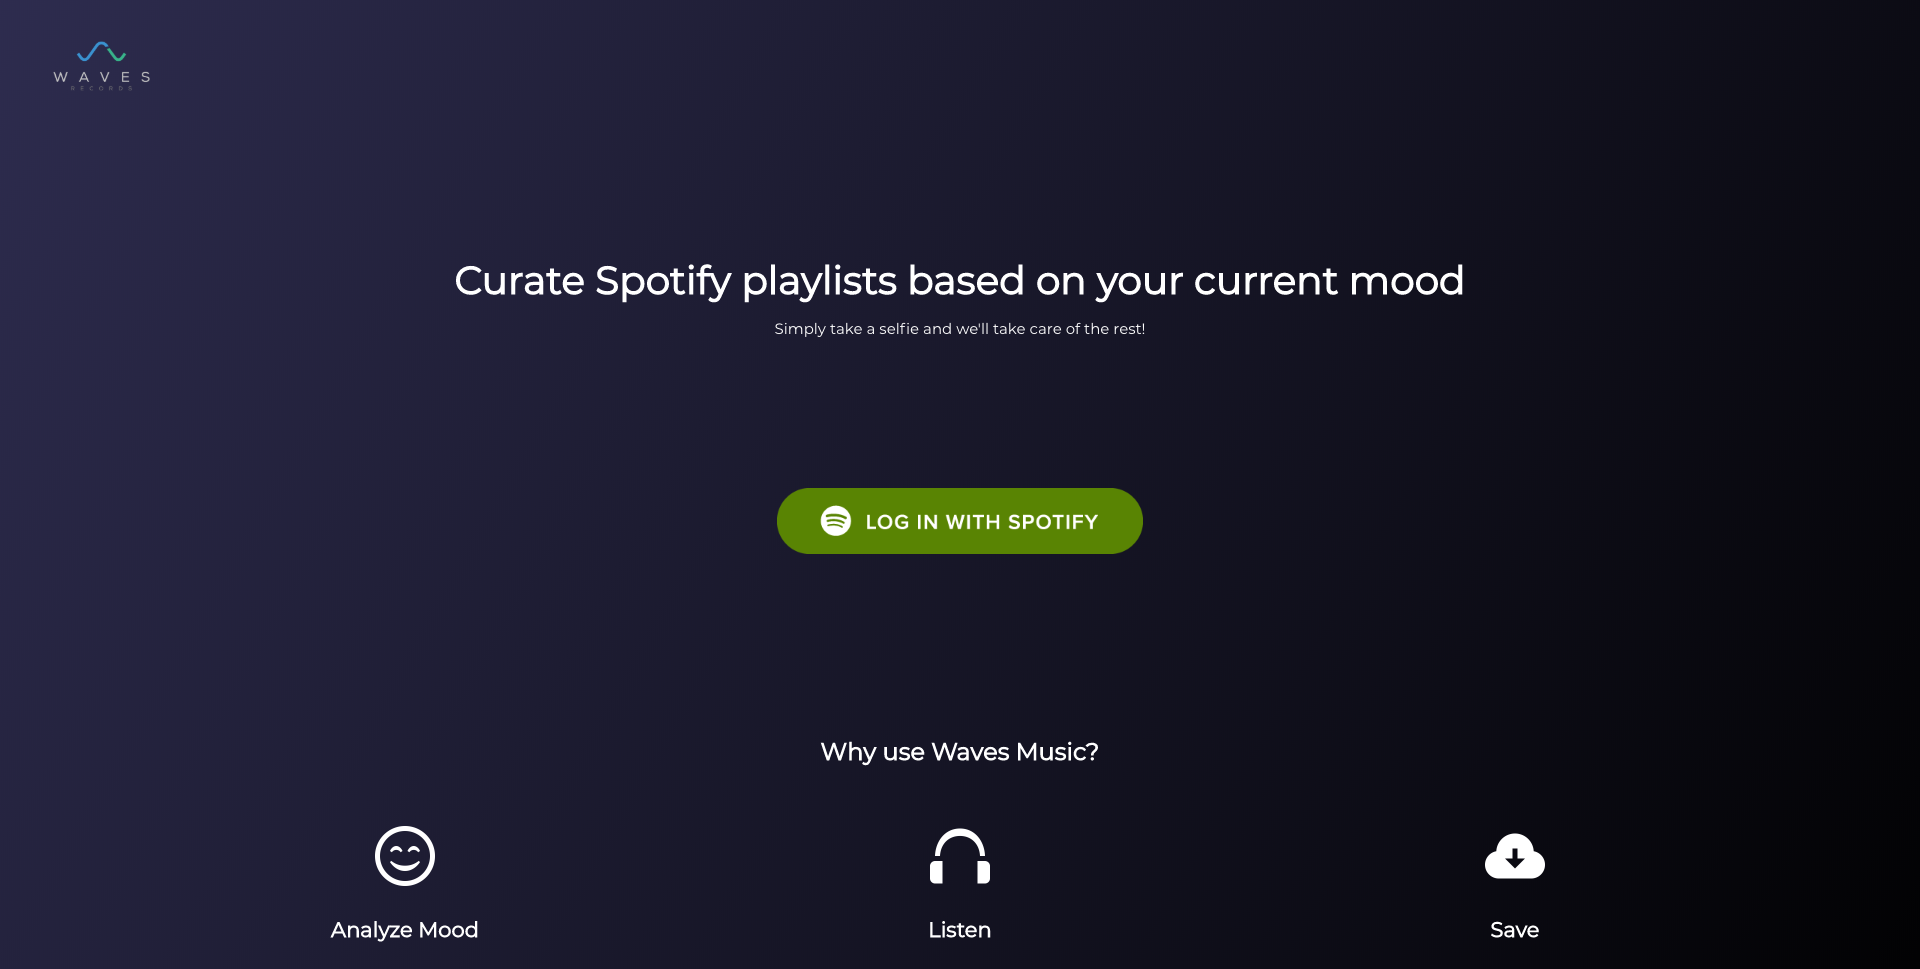 WAVES
RECORDS
Curate Spotify playlists based on your current mood
Simply take a selfie and we'll take care of the rest!
LOG IN WITH SPOTIFY
Why use Waves Music?
Analyze Mood
Listen
Save